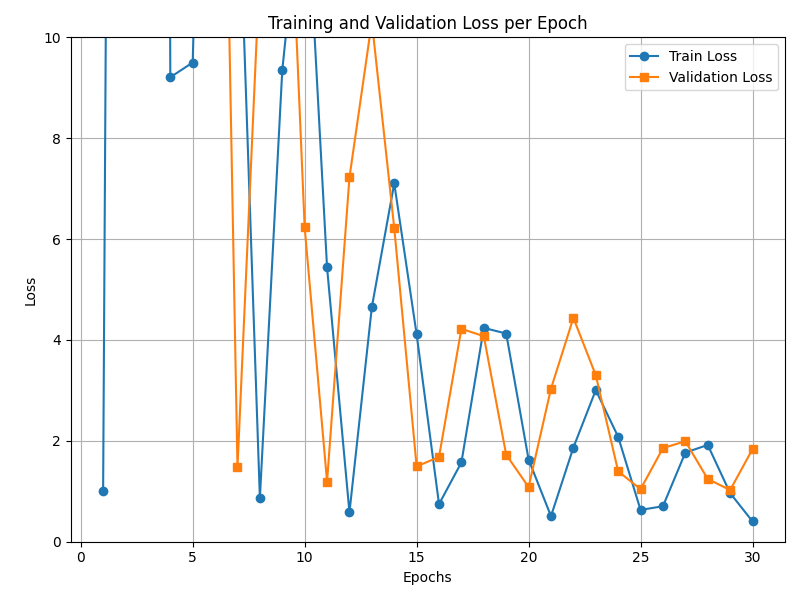 Training and Validation Loss per Epoch
Train Loss
Validation Loss
Loss
10
8
6
4
2
0
0 5 10 15 20 25 30
Epochs